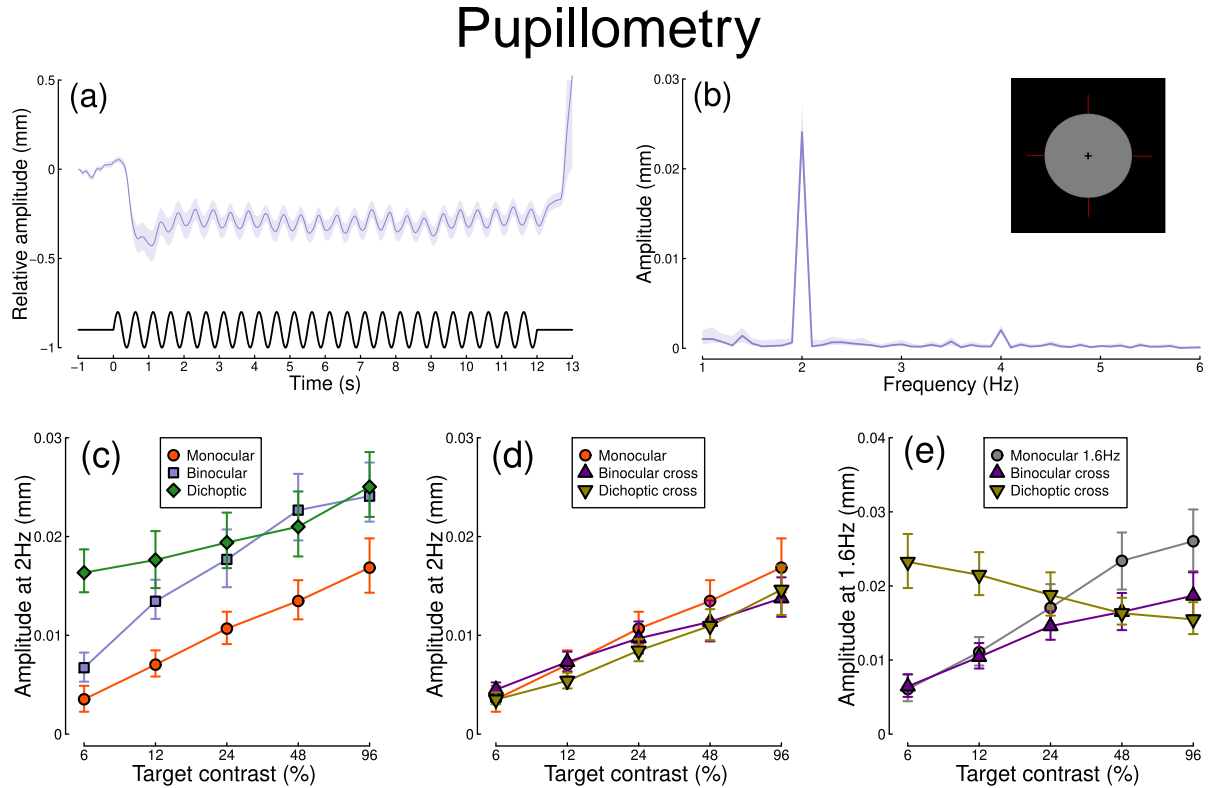 Pupillometry
(a)
Relative amplitude (mm)
0.5
0
−0.5
−1
−1 0 1 2 3 4 5 6 7 8 9 10 11 12 13
Time (s)
(b)
Amplitude (mm)
0.03
0.02
0.01
0
1 2 3 4 5 6
Frequency (Hz)
(c)
Monocular
Binocular
Dichoptic
Amplitude at 2Hz (mm)
0.03
0.02
0.01
0
6 12 24 48 96
Target contrast (%)
(d)
Monocular
Binocular cross
Dichoptic cross
Amplitude at 2Hz (mm)
0.03
0.02
0.01
0
6 12 24 48 96
Target contrast (%)
(e)
Monocular 1.6Hz
Binocular cross
Dichoptic cross
Amplitude at 1.6Hz (mm)
0.04
0.03
0.02
0.01
0
6 12 24 48 96
Target contrast (%)